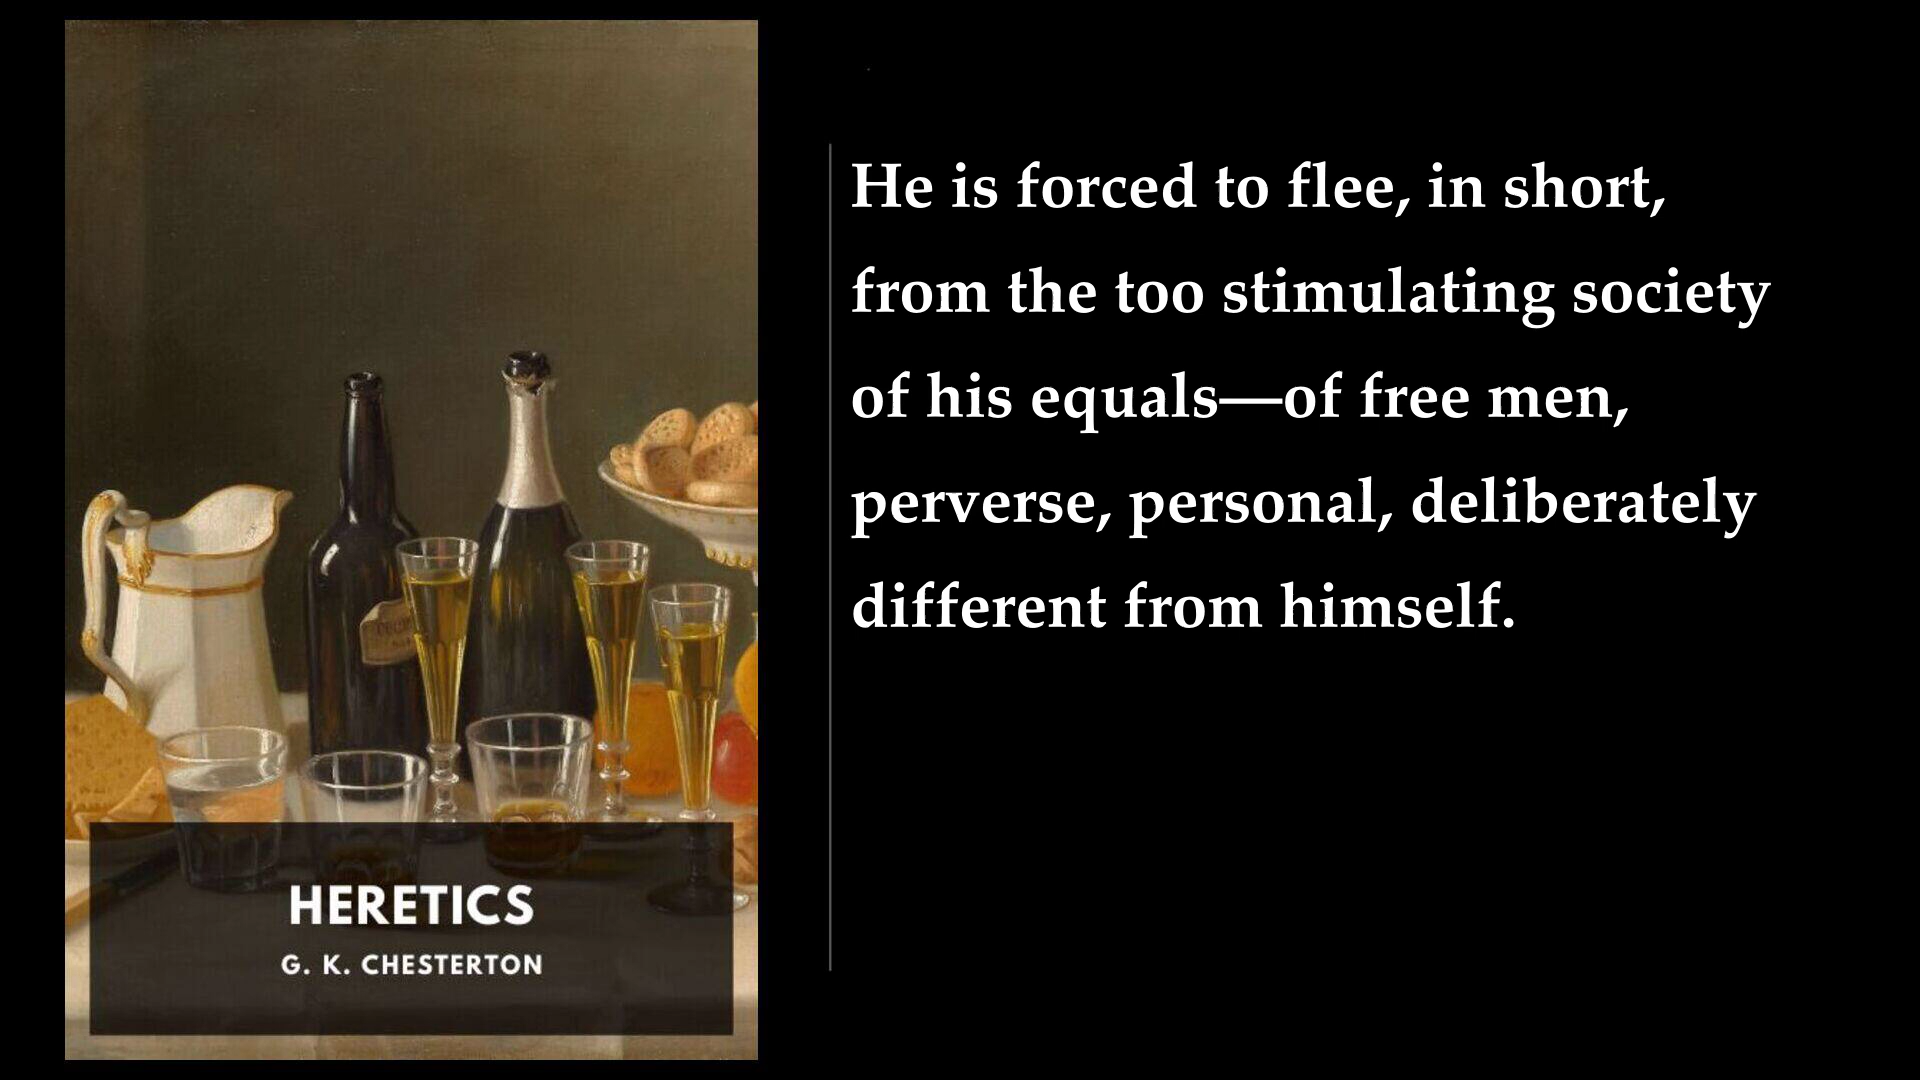 He is forced to flee, in short,
from the too stimulating society
of his equals—of free men,
perverse, personal, deliberately
different from himself.
HERETICS
G. K. CHESTERTON